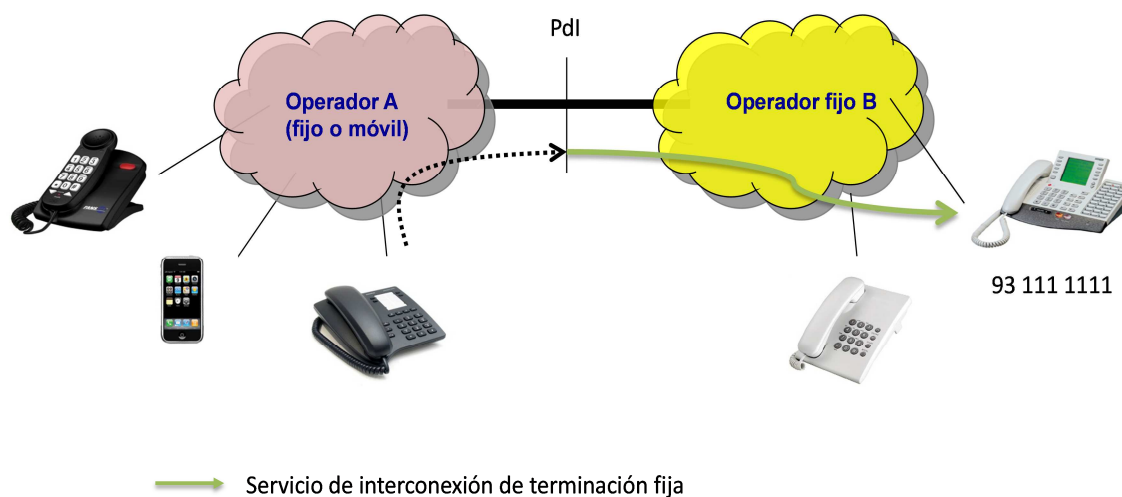 PdI
Operador A
(fijo o móvil)
Operador fijo B
93 111 1111
Servicio de interconexión de terminación fija